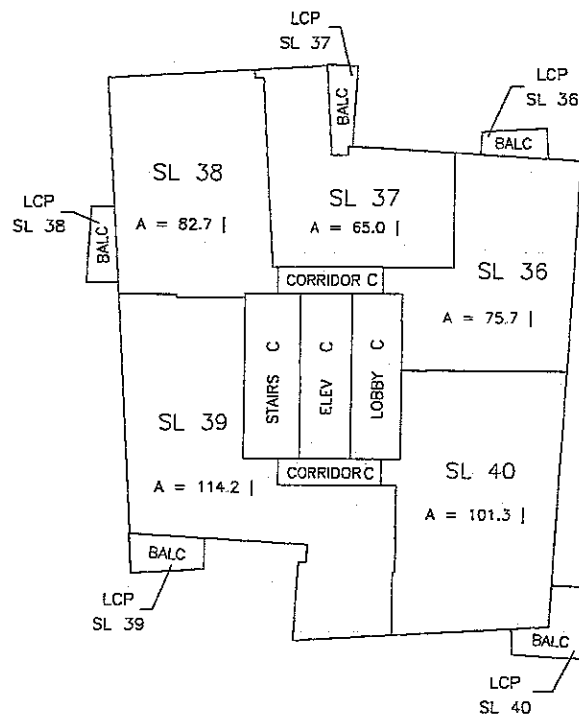 LCP
SL 37
BALC
LCP
SL 36
BALC
SL 38
A = 82.7 |
SL 37
A = 65.0 |
LCP
SL 38
BALC
SL 36
A = 75.7 |
CORRIDOR C
STAIRS C
ELEV C
LOBBY C
CORRIDOR C
SL 39
A = 114.2 |
SL 40
A = 101.3 |
BALC
LCP
SL 39
BALC
LCP
SL 40